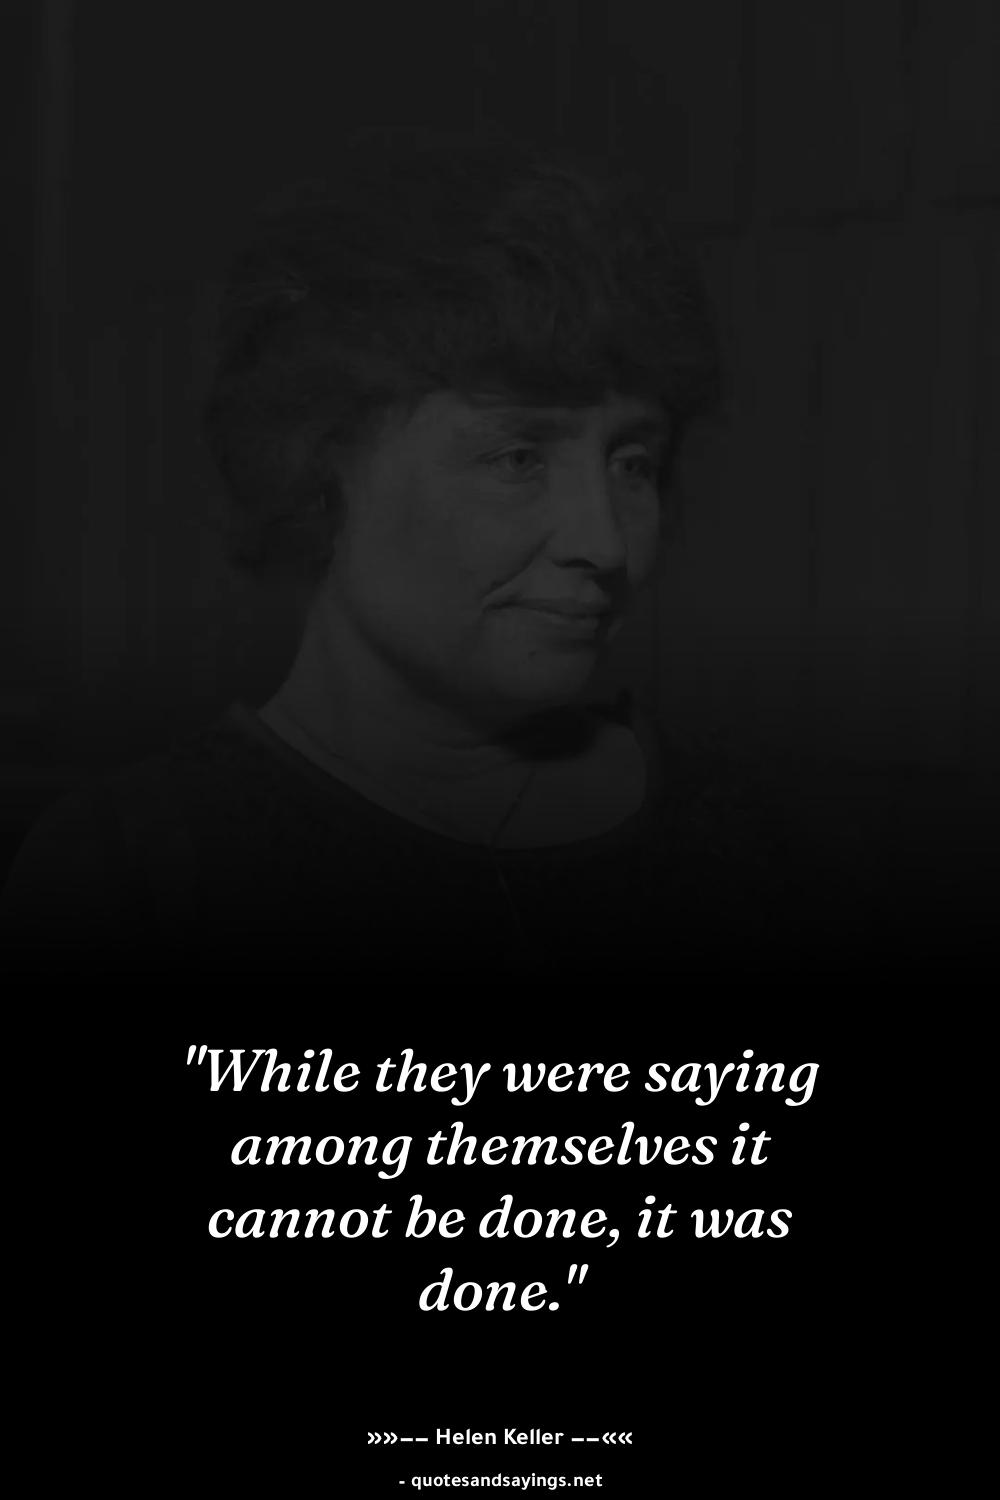 "While they were saying
among themselves it
cannot be done, it was
done."
»»–– Helen Keller ––««
- quotesandsayings.net